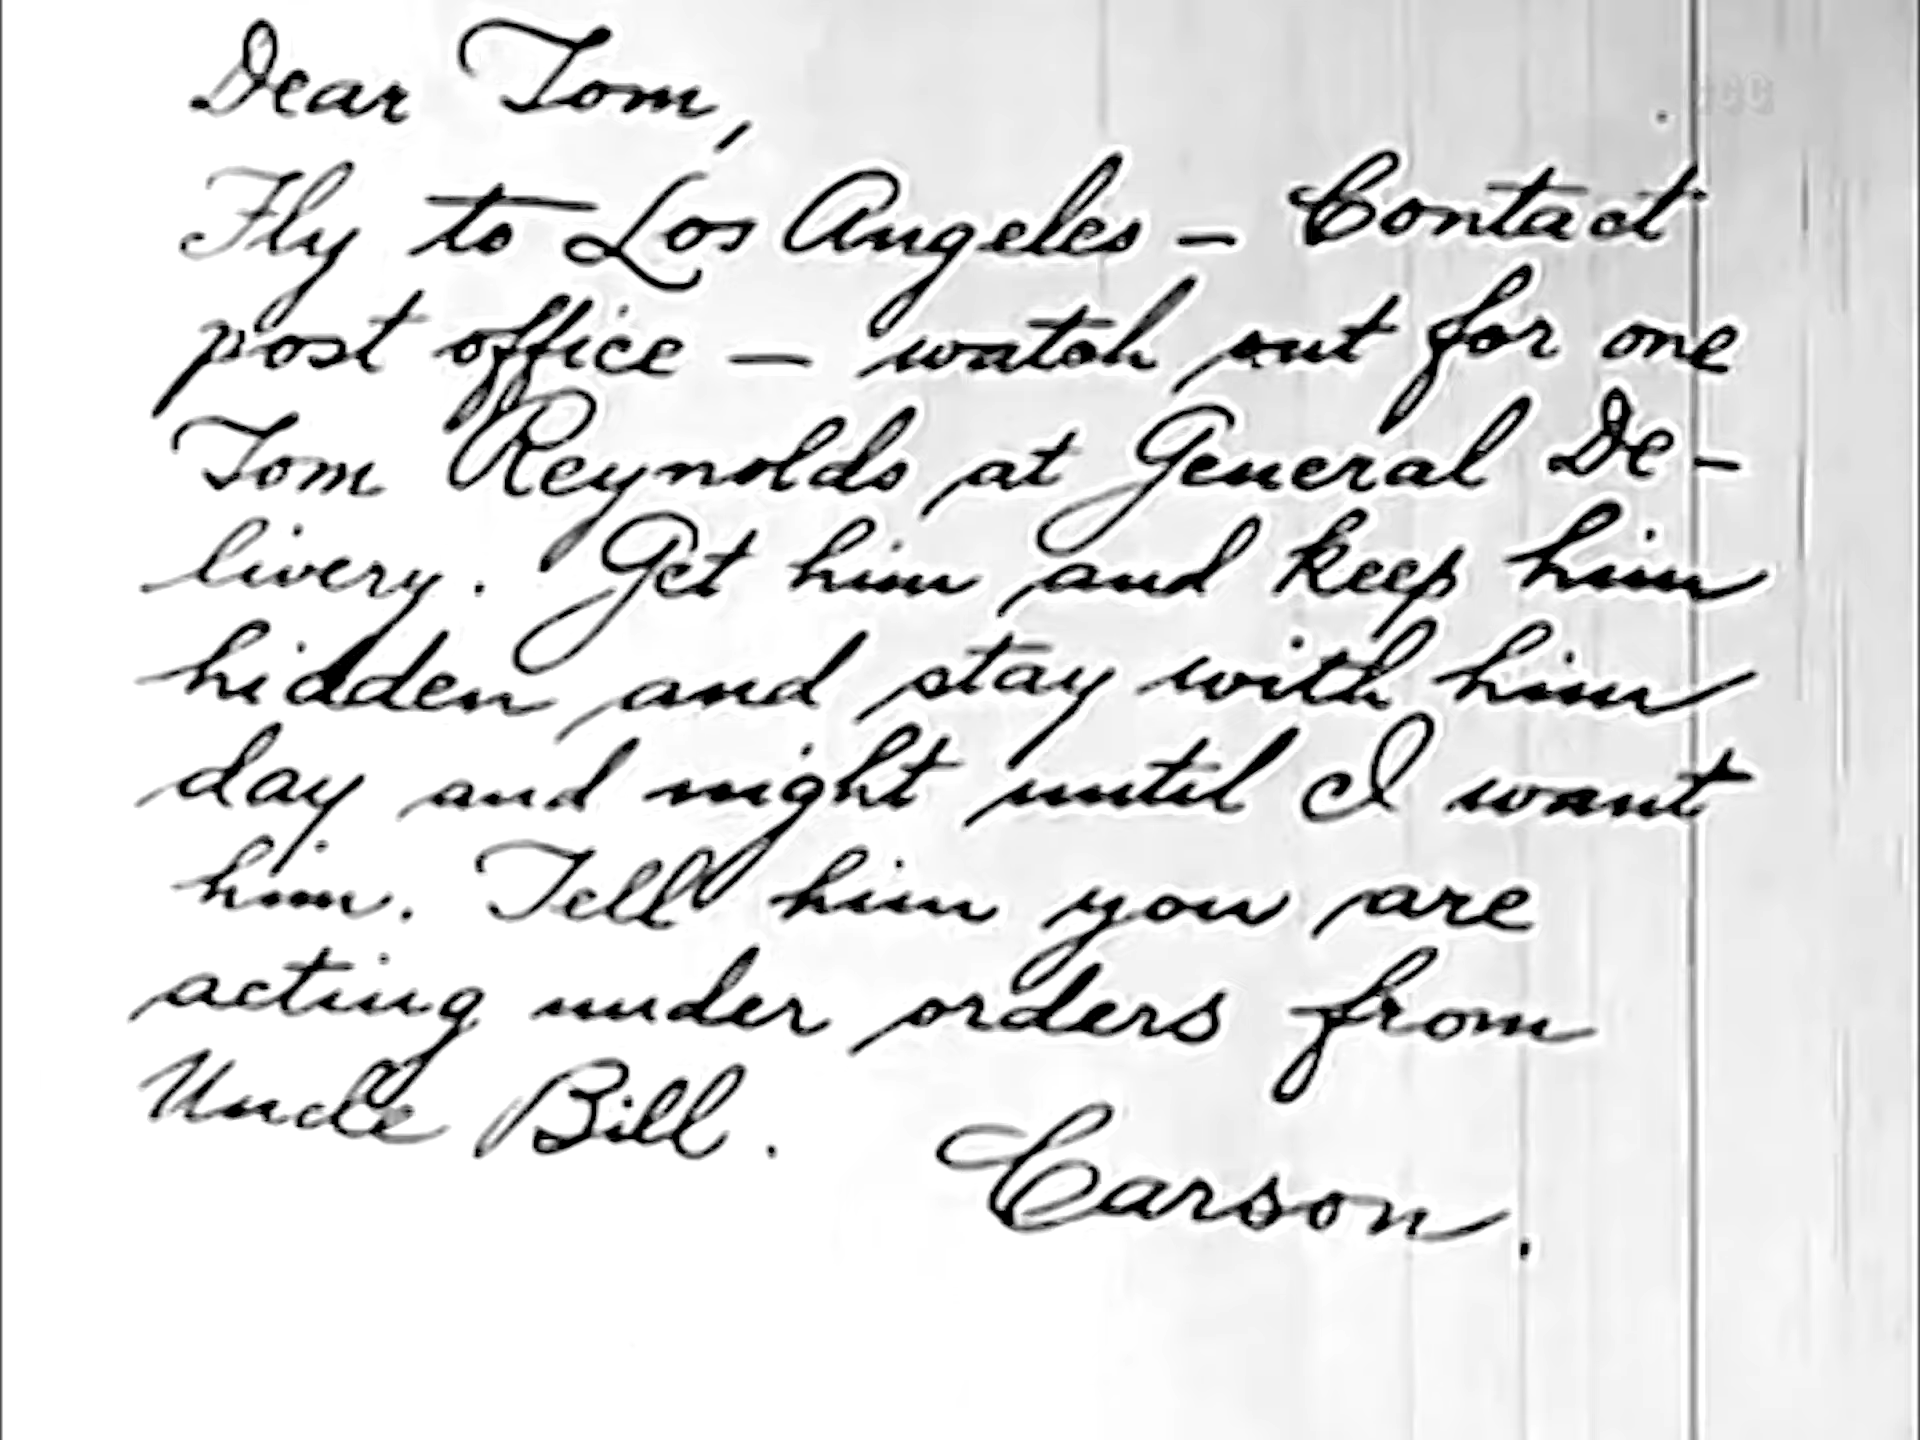 Dear Tom,
Fly to Los Angeles – Contact
post office – watch out for one
Tom Reynolds at General De-
livery. Get him and keep him
hidden and stay with him
day and night until I want
him. Tell him you are
acting under orders from
Uncle Bill.
Carson.